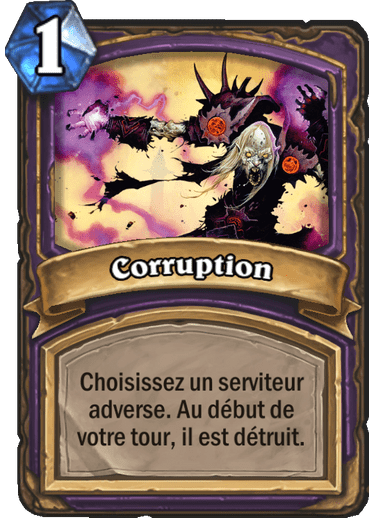 1
Corruption
Choisissez un serviteur
adverse. Au début de
votre tour, il est détruit.